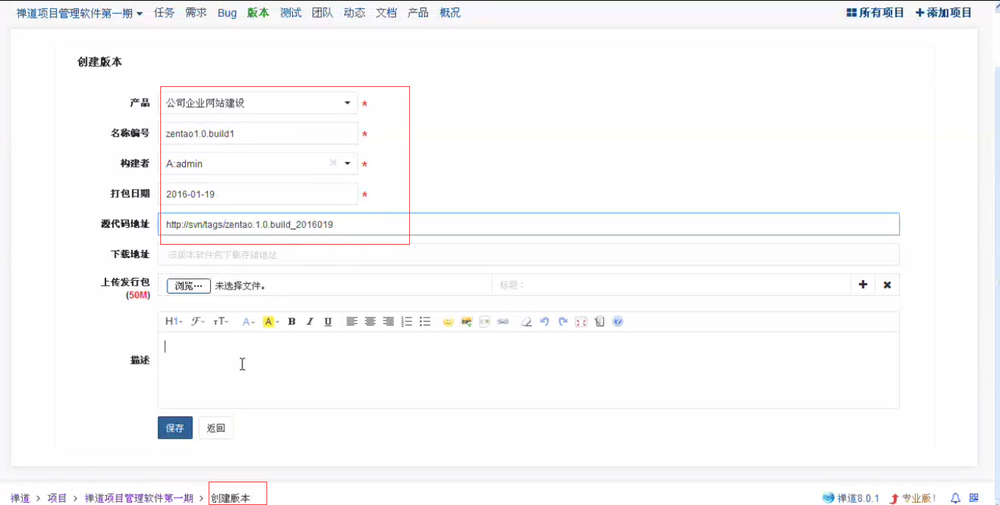 禅道项目管理软件第一期 任务 需求 Bug 版本 测试 团队 动态 文档 产品 概况 所有项目 +添加项目
创建版本
产品 公司企业网站建设 *
名称编号 zentao1.0.build1 *
构建者 A:admin *
打包日期 2016-01-19 *
源代码地址 http://svn/tags/zentao.1.0.build_2016019
下载地址 该版本软件包下载存储地址
上传发行包 浏览… 未选择文件。 标题：
(50M)
H1 F TT A A B I U
描述
保存 返回
禅道 > 项目 > 禅道项目管理软件第一期 > 创建版本 禅道8.0.1 专业版!